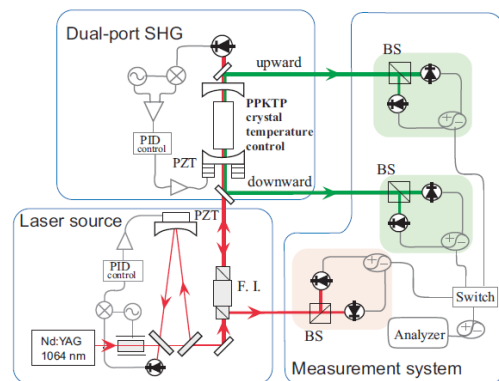 Dual-port SHG
BS
upward
PPKTP
crystal
temperature
control
PID
control
PZT
BS
downward
Laser source
PZT
PID
control
F. I.
Switch
Nd:YAG
1064 nm
BS
Analyzer
Measurement system